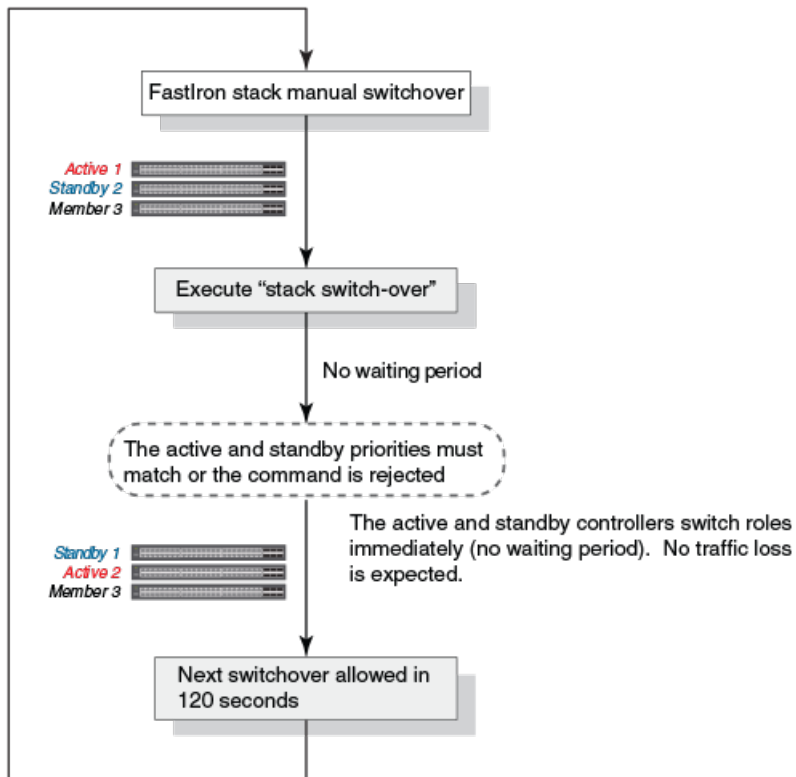 FastIron stack manual switchover
Active 1
Standby 2
Member 3
Execute “stack switch-over”
No waiting period
The active and standby priorities must
match or the command is rejected
The active and standby controllers switch roles
immediately (no waiting period).  No traffic loss
is expected.
Standby 1
Active 2
Member 3
Next switchover allowed in
120 seconds